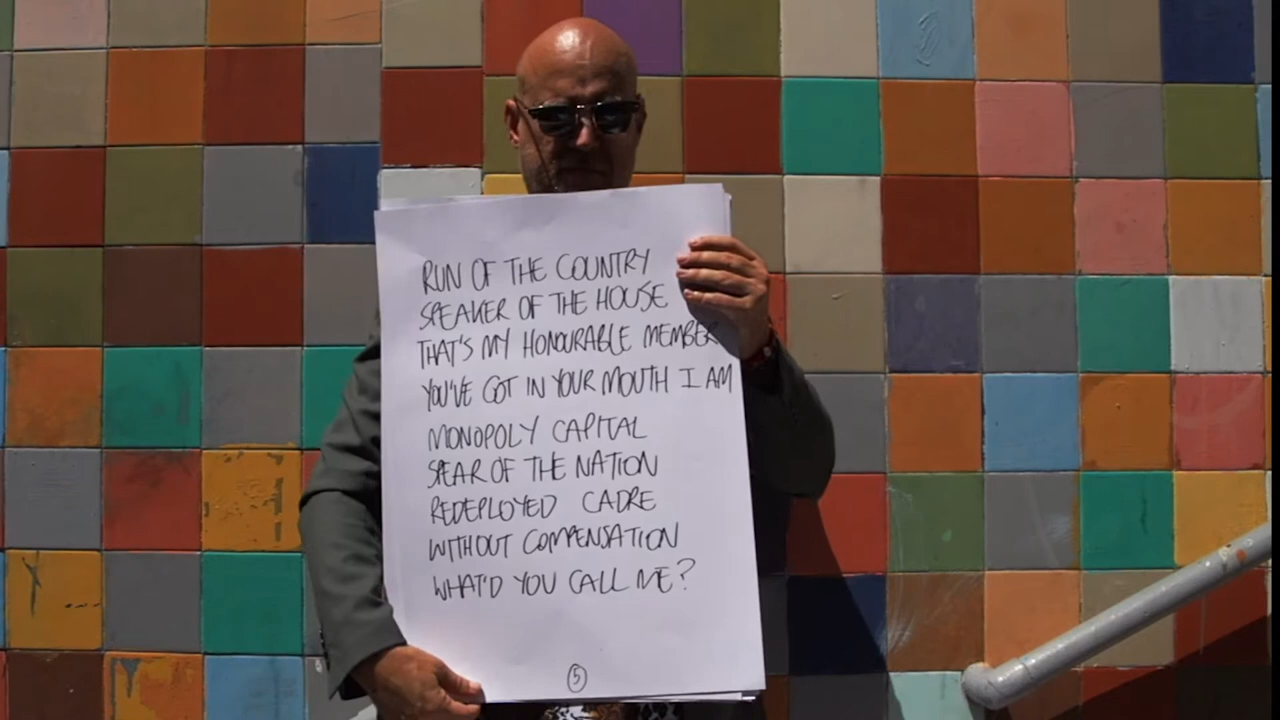 RUN OF THE COUNTRY
SPEAKER OF THE HOUSE
THAT'S MY HONOURABLE MEMBER
YOU'VE GOT IN YOUR MOUTH I AM
MONOPOLY CAPITAL
SPEAR OF THE NATION
REDEPLOYED CADRE
WITHOUT COMPENSATION
WHAT'D YOU CALL ME?
5